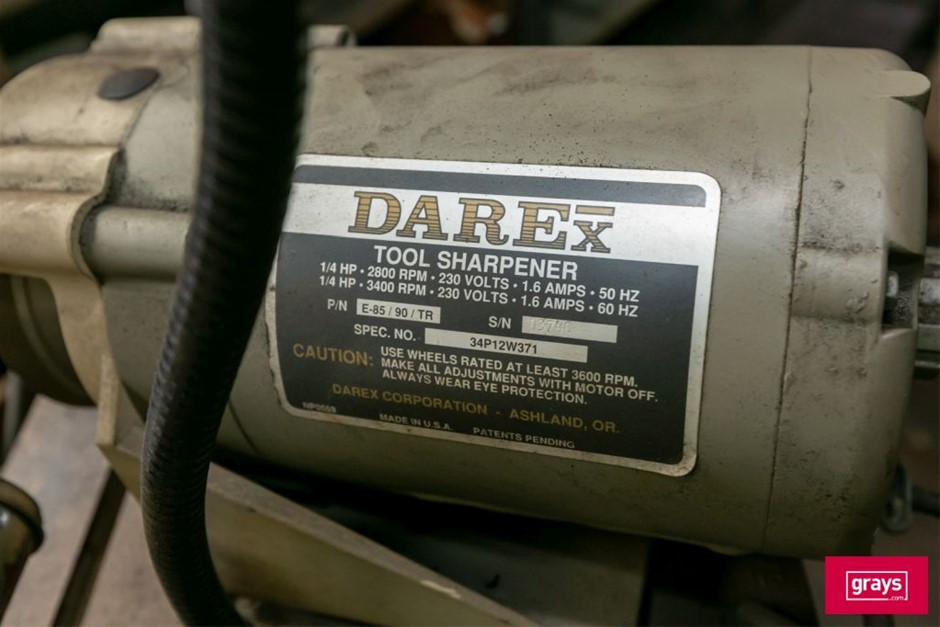 DAREX
TOOL SHARPENER
1/4 HP • 2800 RPM • 230 VOLTS • 1.6 AMPS • 50 HZ
1/4 HP • 3400 RPM • 230 VOLTS • 1.6 AMPS • 60 HZ
P/N E-85 / 90 / TR S/N
SPEC. NO. 34P12W371
CAUTION: USE WHEELS RATED AT LEAST 3600 RPM.
MAKE ALL ADJUSTMENTS WITH MOTOR OFF.
ALWAYS WEAR EYE PROTECTION.
DAREX CORPORATION - ASHLAND, OR.
NP0559 MADE IN U.S.A. PATENTS PENDING
grays
.com